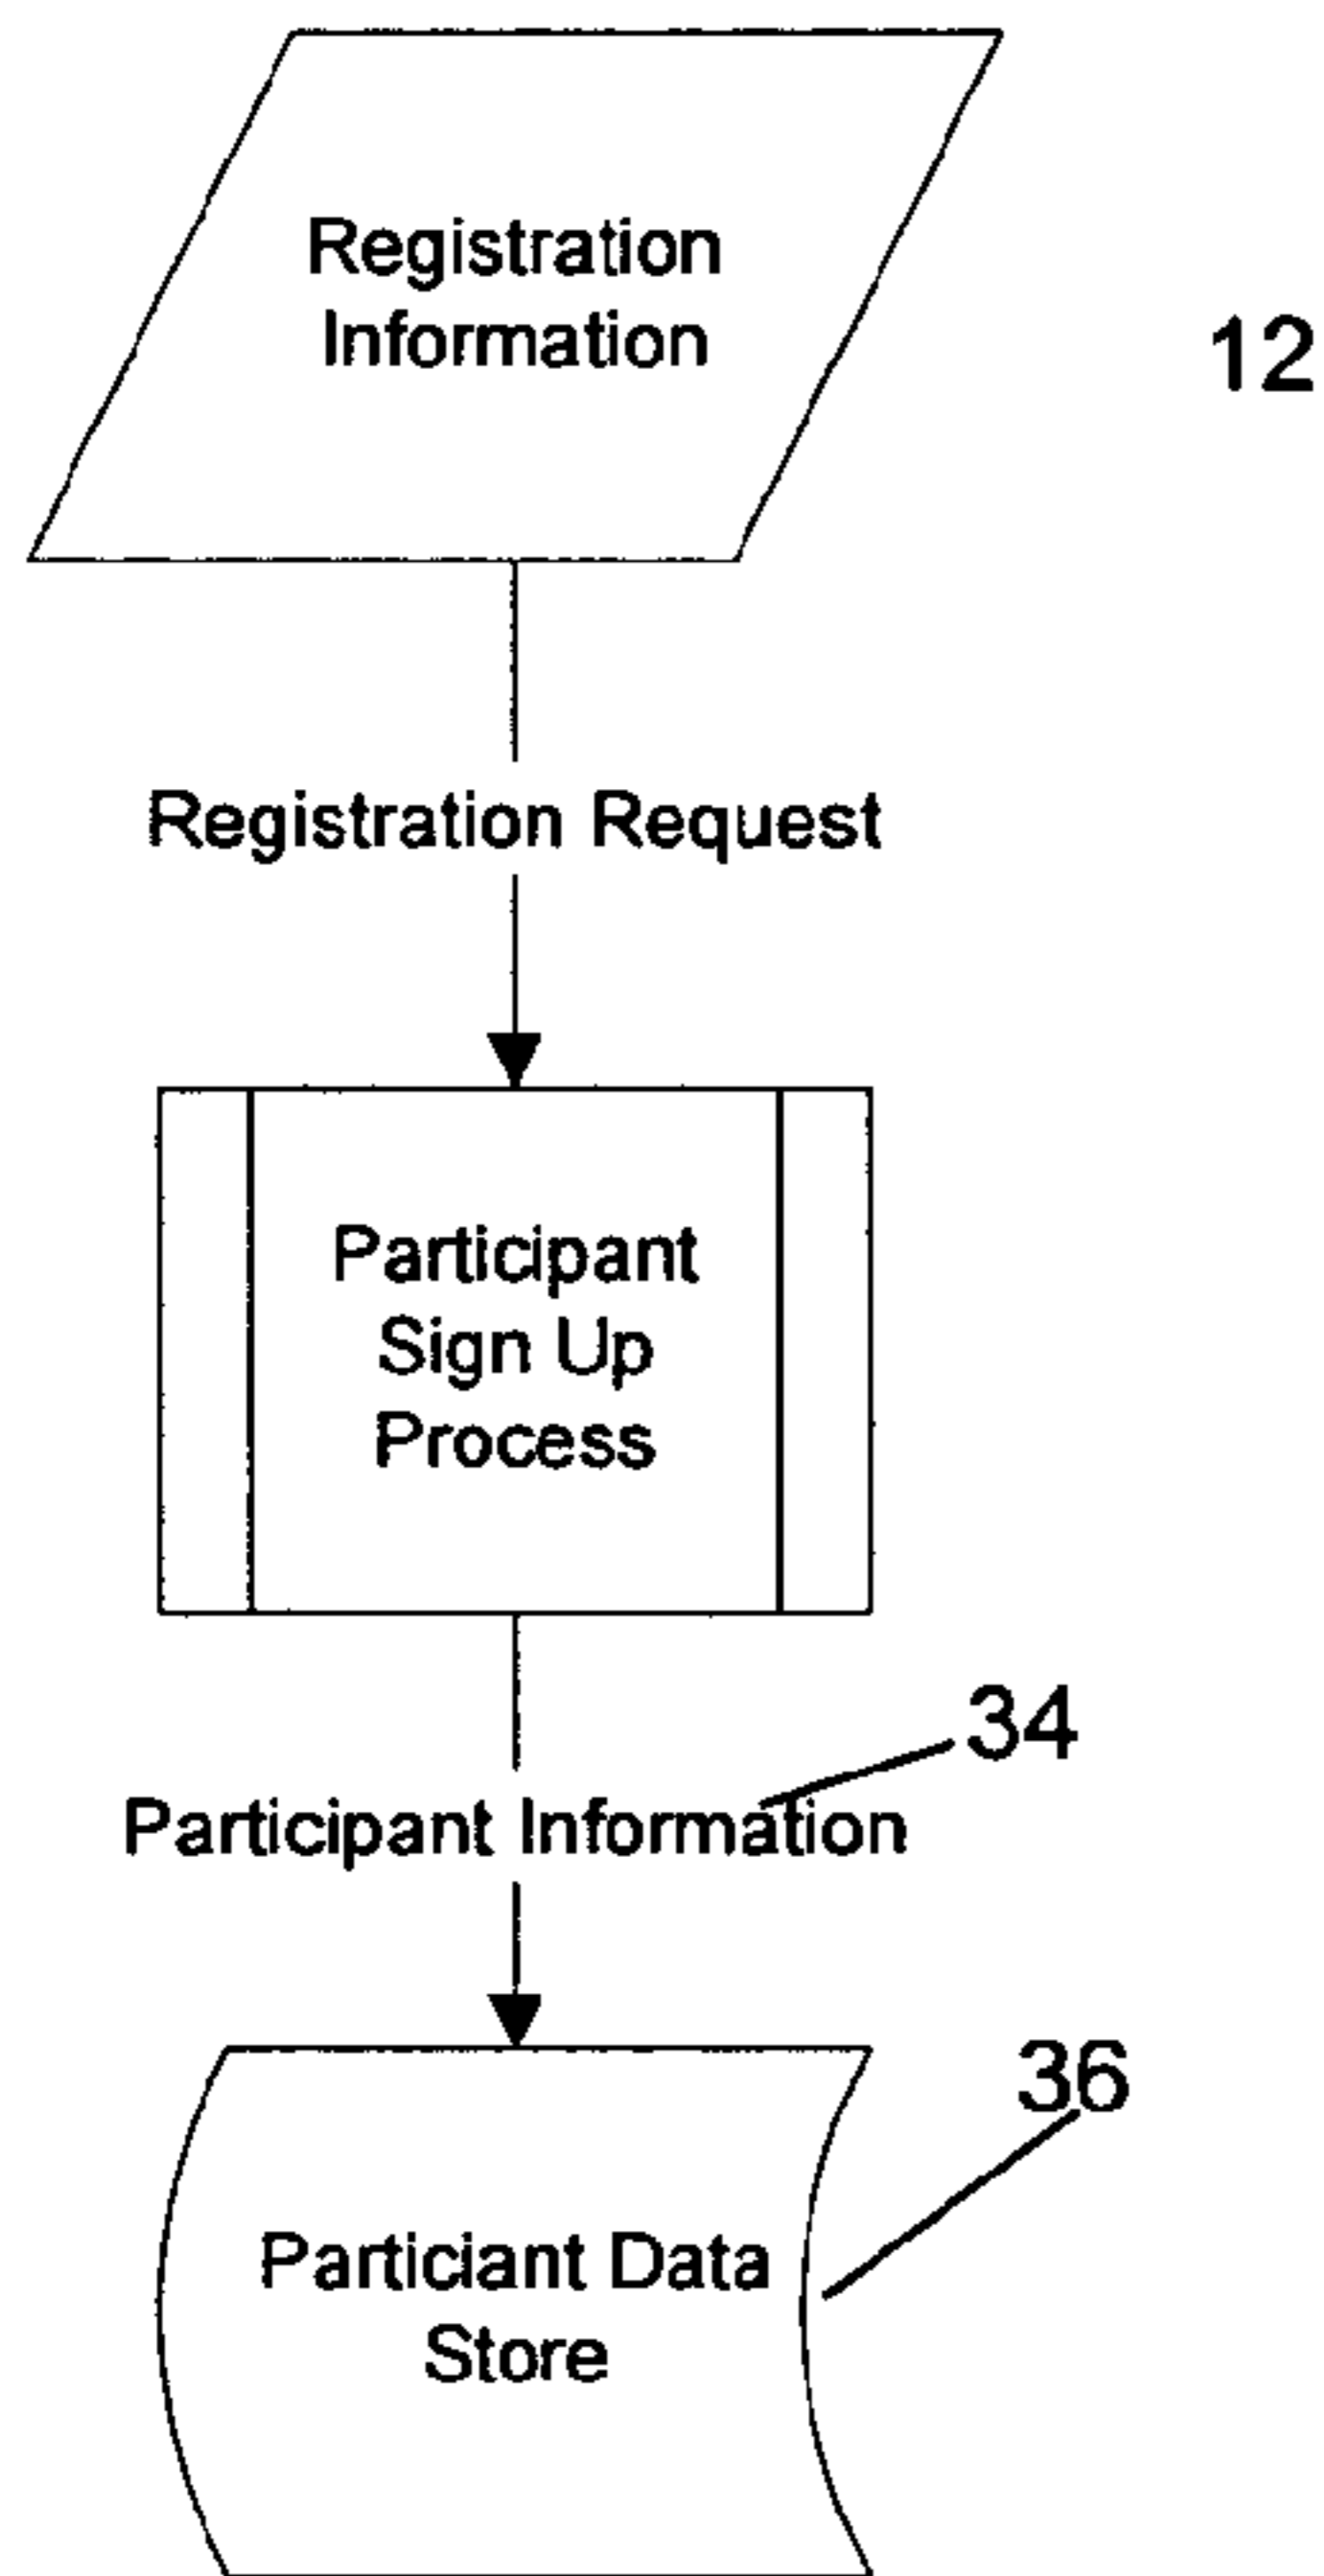 Registration
Information
12
Registration Request
Participant
Sign Up
Process
34
Participant Information
36
Particiant Data
Store